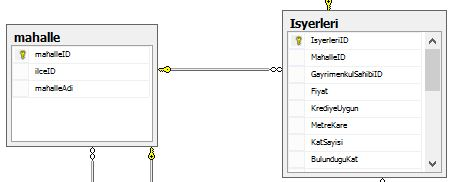 mahalle
mahalleID
ilceID
mahalleAdi
Isyerleri
IsyerleriID
MahalleID
GayrimenkulSahibiID
Fiyat
KrediyeUygun
MetreKare
KatSayisi
BulunduguKat